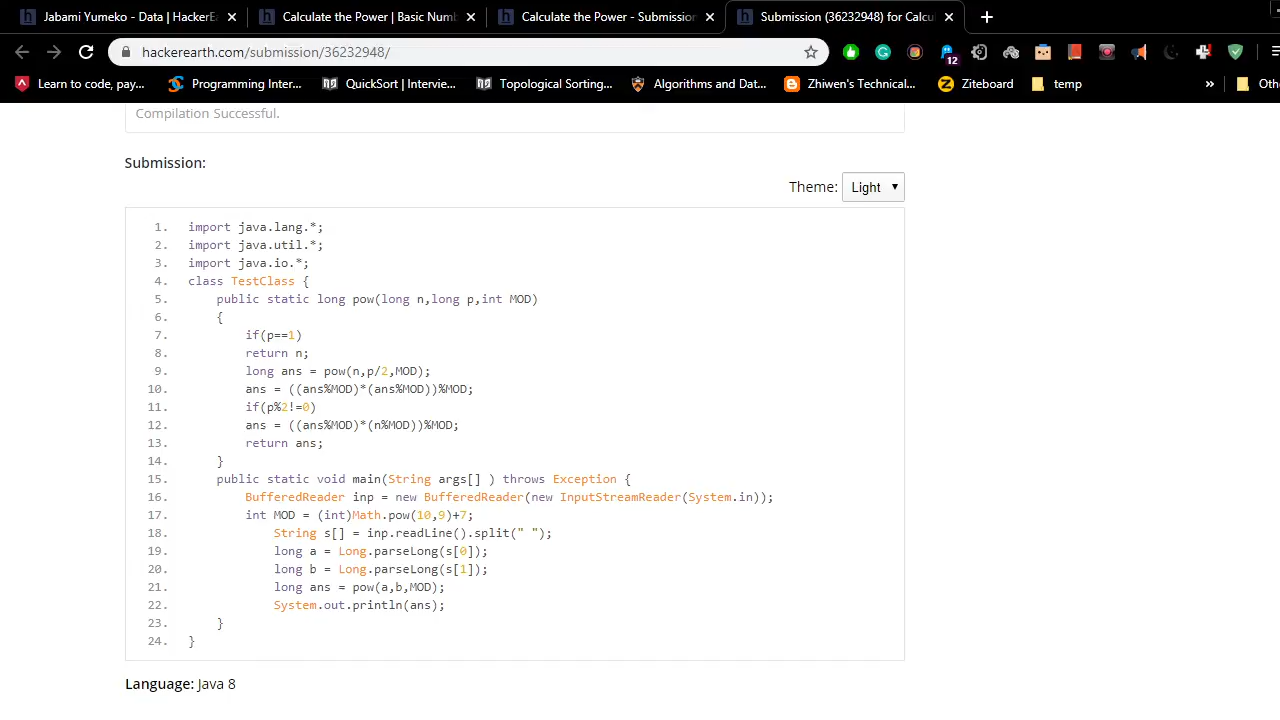 Jabami Yumeko - Data | HackerEa
Calculate the Power | Basic Numb
Calculate the Power - Submission
Submission (36232948) for Calcu
hackerearth.com/submission/36232948/
12
Learn to code, pay...
Programming Inter...
QuickSort | Intervie...
Topological Sorting...
Algorithms and Dat...
Zhiwen's Technical...
Ziteboard
temp
»
Oth
Compilation Successful.
Submission:
Theme: Light
1. import java.lang.*;
2. import java.util.*;
3. import java.io.*;
4. class TestClass {
5. public static long pow(long n,long p,int MOD)
6. {
7. if(p==1)
8. return n;
9. long ans = pow(n,p/2,MOD);
10. ans = ((ans%MOD)*(ans%MOD))%MOD;
11. if(p%2!=0)
12. ans = ((ans%MOD)*(n%MOD))%MOD;
13. return ans;
14. }
15. public static void main(String args[] ) throws Exception {
16. BufferedReader inp = new BufferedReader(new InputStreamReader(System.in));
17. int MOD = (int)Math.pow(10,9)+7;
18. String s[] = inp.readLine().split(" ");
19. long a = Long.parseLong(s[0]);
20. long b = Long.parseLong(s[1]);
21. long ans = pow(a,b,MOD);
22. System.out.println(ans);
23. }
24. }
Language: Java 8